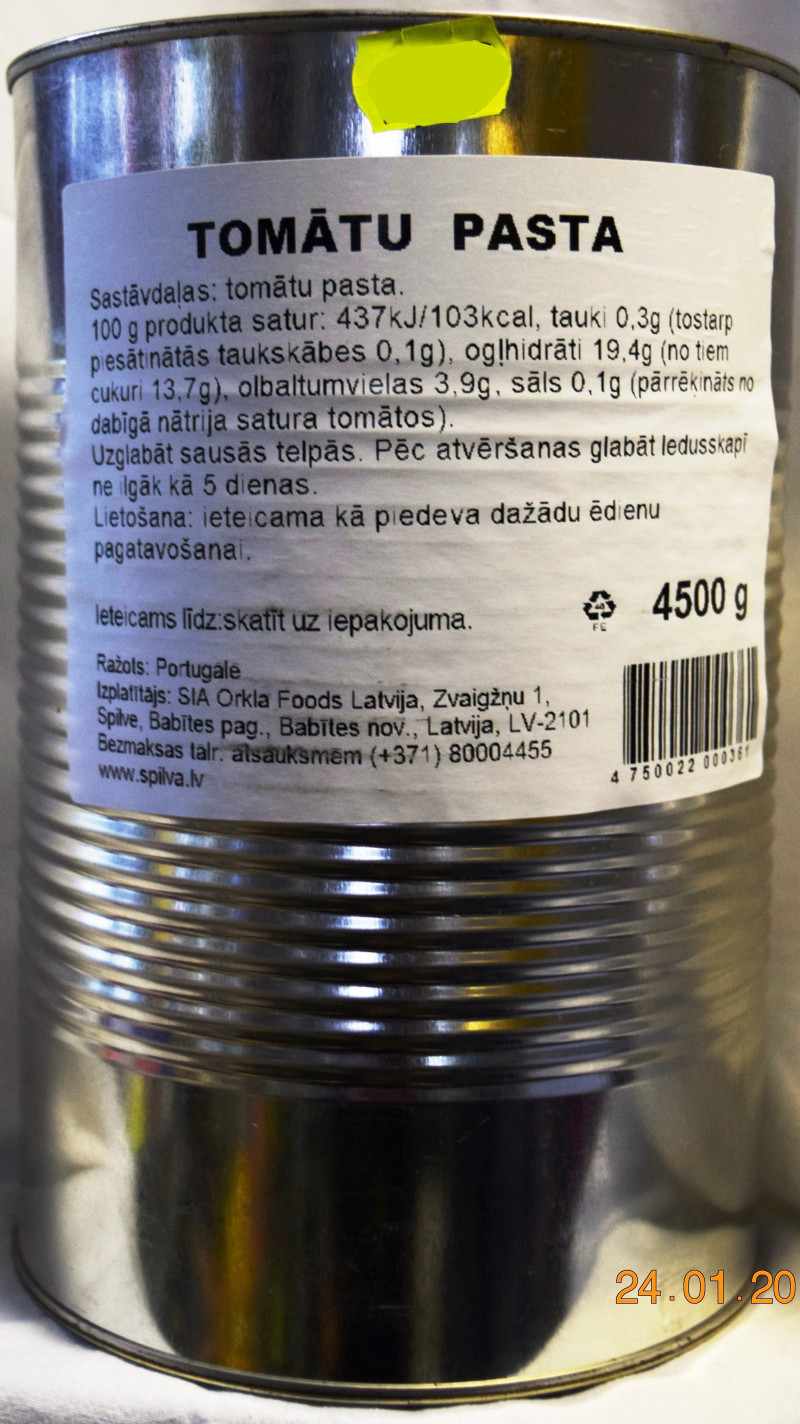 TOMĀTU PASTA
Sastāvdaļas: tomātu pasta.
100 g produkta satur: 437kJ/103kcal, tauki 0,3g (tostarp
piesātinātās taukskābes 0,1g), ogļhidrāti 19,4g (no tiem
cukuri 13,7g), olbaltumvielas 3,9g, sāls 0,1g (pārrēķināts no
dabīgā nātrija satura tomātos).
Uzglabāt sausās telpās. Pēc atvēršanas glabāt ledusskapī
ne ilgāk kā 5 dienas.
Lietošana: ieteicama kā piedeva dažādu ēdienu
pagatavošanai.
Ieteicams līdz:skatīt uz iepakojuma.
40
FE
4500 g
Ražots: Portugāle
Izplatītājs: SIA Orkla Foods Latvija, Zvaigžņu 1,
Spilve, Babītes pag., Babītes nov., Latvija, LV-2101
Bezmaksas talr. atsauksmēm (+371) 80004455
www.spilva.lv
4 750022 000361
24.01.20